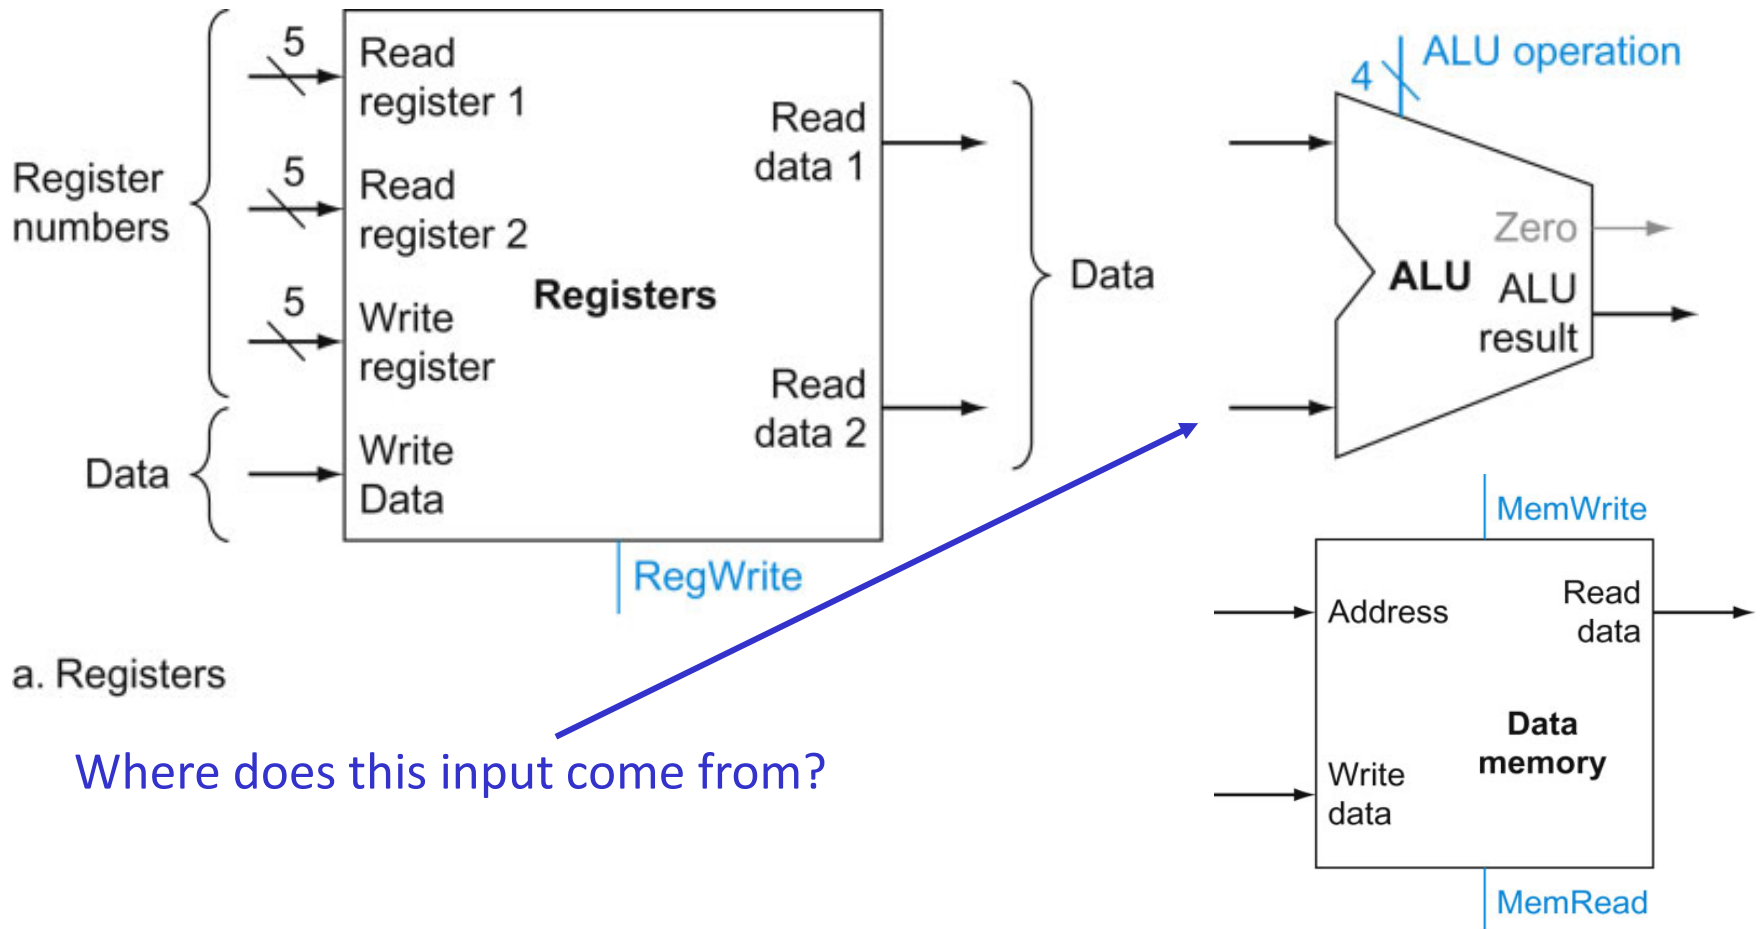 Register
numbers
5
Read
register 1
5
Read
register 2
5
Write
register
Data
Write
Data
Registers
Read
data 1
Read
data 2
RegWrite
Data
4
ALU operation
Zero
ALU
ALU
result
MemWrite
Address
Read
data
Data
memory
Write
data
MemRead
a. Registers
Where does this input come from?